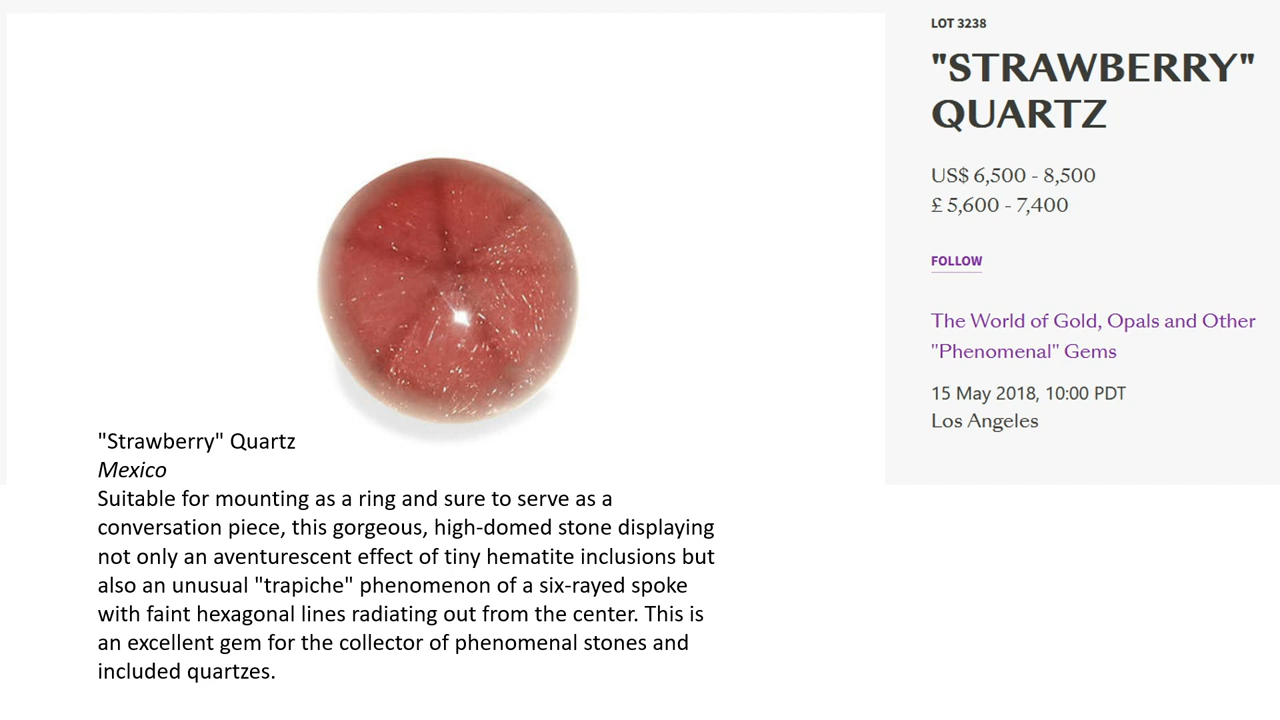 LOT 3238
"STRAWBERRY"
QUARTZ
US$ 6,500 - 8,500
£ 5,600 - 7,400
FOLLOW
The World of Gold, Opals and Other
"Phenomenal" Gems
15 May 2018, 10:00 PDT
Los Angeles
"Strawberry" Quartz
Mexico
Suitable for mounting as a ring and sure to serve as a
conversation piece, this gorgeous, high-domed stone displaying
not only an aventurescent effect of tiny hematite inclusions but
also an unusual "trapiche" phenomenon of a six-rayed spoke
with faint hexagonal lines radiating out from the center. This is
an excellent gem for the collector of phenomenal stones and
included quartzes.